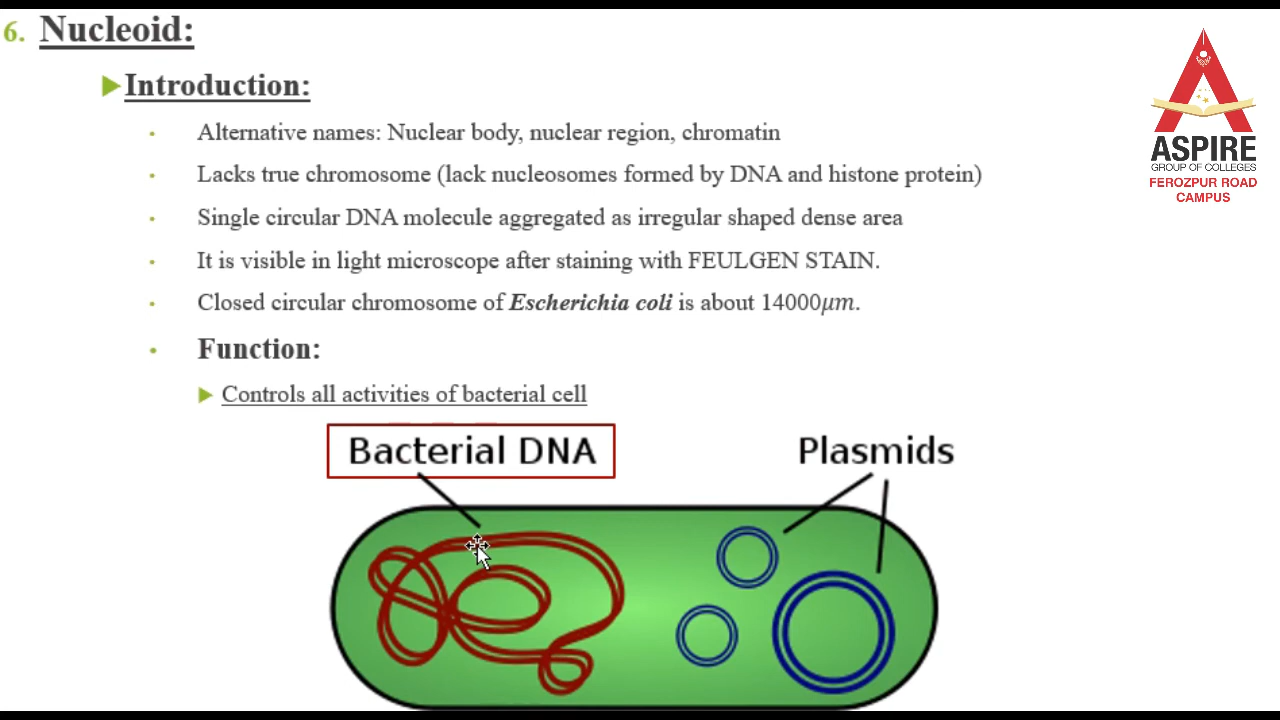 6. Nucleoid:
Introduction:
Alternative names: Nuclear body, nuclear region, chromatin
Lacks true chromosome (lack nucleosomes formed by DNA and histone protein)
Single circular DNA molecule aggregated as irregular shaped dense area
It is visible in light microscope after staining with FEULGEN STAIN.
Closed circular chromosome of Escherichia coli is about 14000μm.
Function:
Controls all activities of bacterial cell
Bacterial DNA
Plasmids
ASPIRE
GROUP OF COLLEGES
FEROZPUR ROAD
CAMPUS